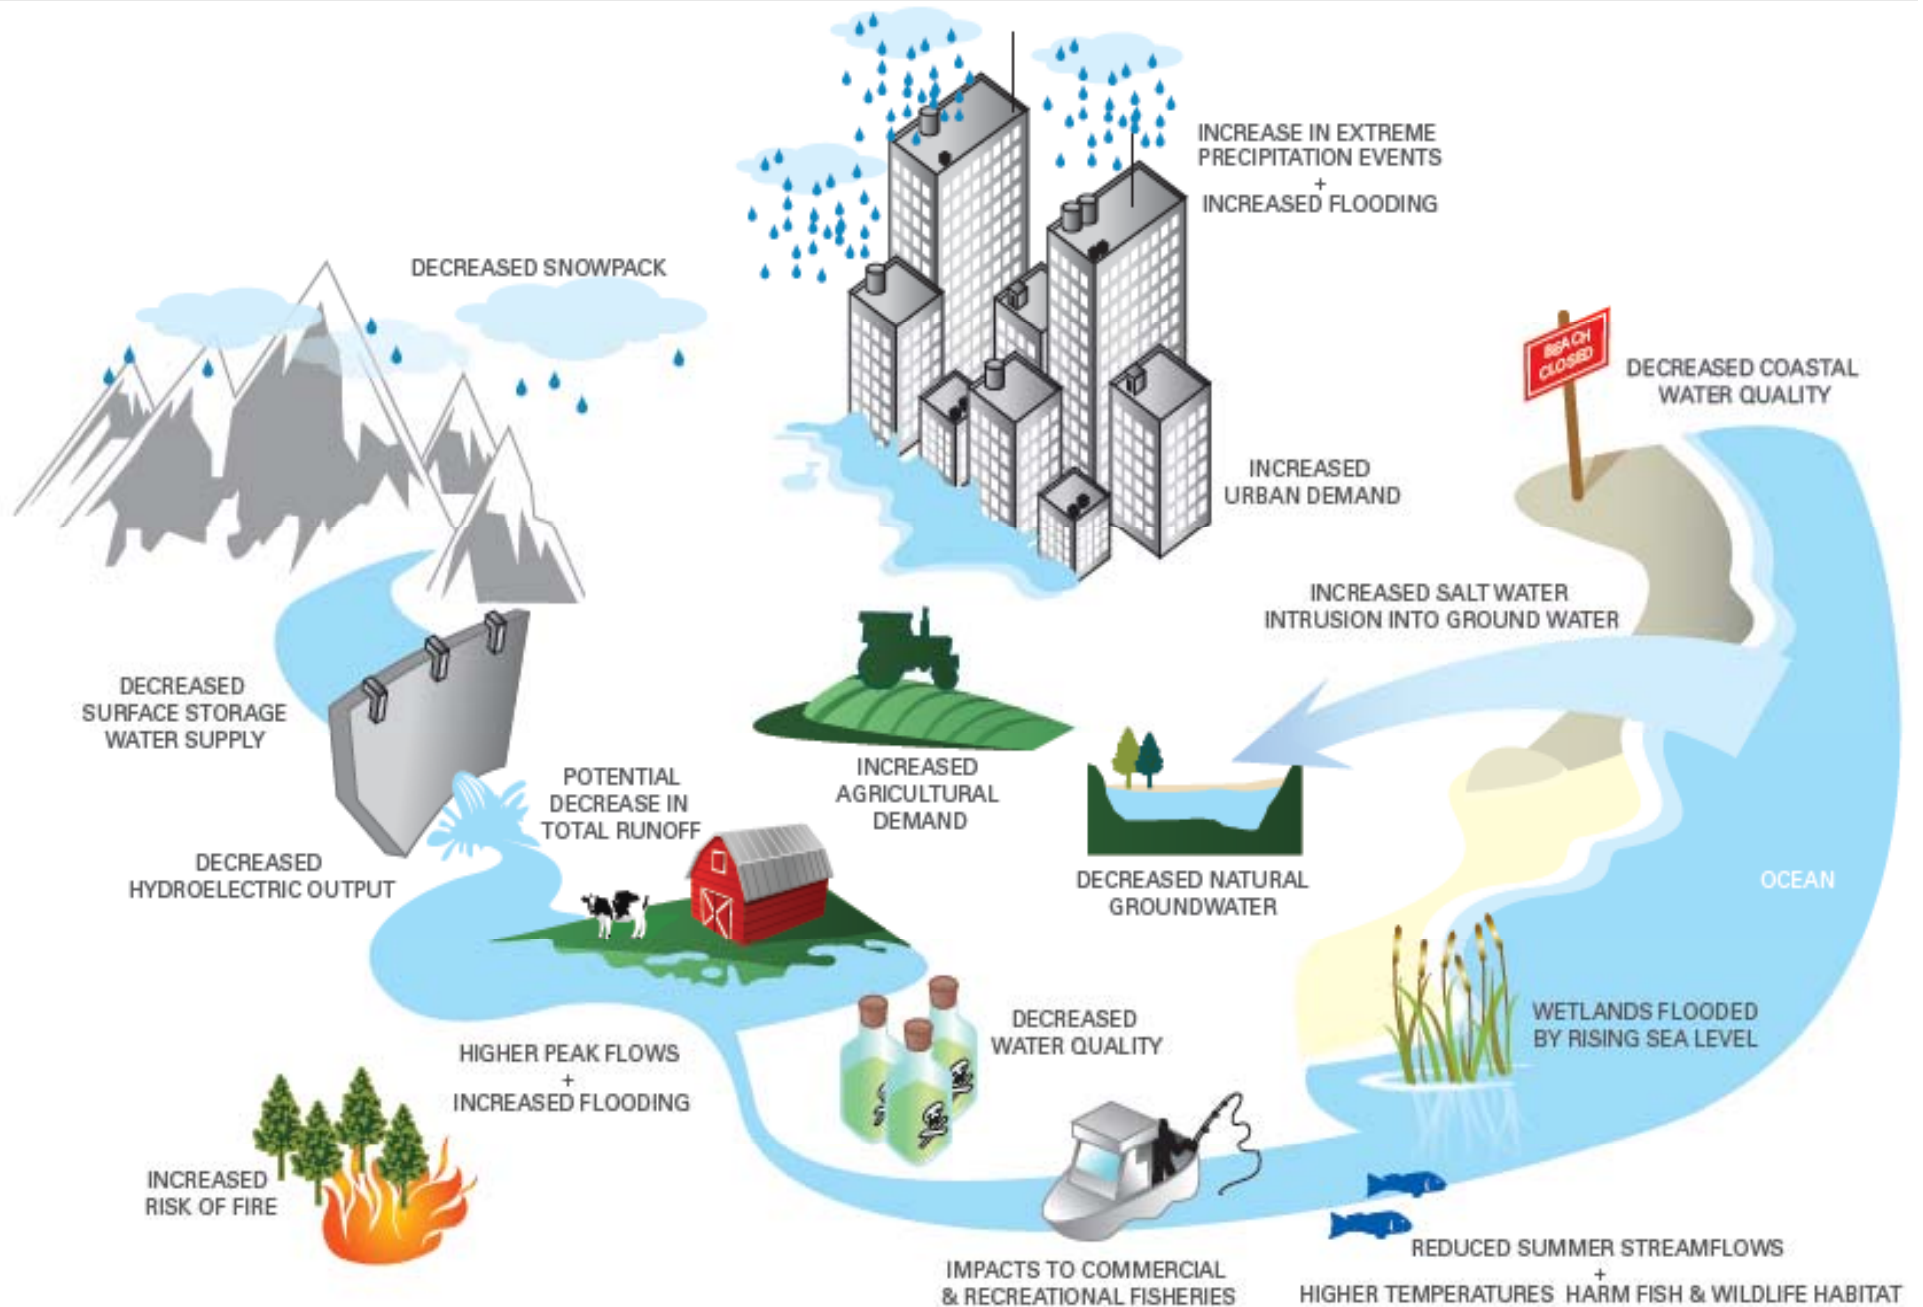 INCREASE IN EXTREME
PRECIPITATION EVENTS
+
INCREASED FLOODING
DECREASED SNOWPACK
BEACH
CLOSED
DECREASED COASTAL
WATER QUALITY
INCREASED
URBAN DEMAND
INCREASED SALT WATER
INTRUSION INTO GROUND WATER
DECREASED
SURFACE STORAGE
WATER SUPPLY
POTENTIAL
DECREASE IN
TOTAL RUNOFF
INCREASED
AGRICULTURAL
DEMAND
DECREASED
HYDROELECTRIC OUTPUT
DECREASED NATURAL
GROUNDWATER
OCEAN
WETLANDS FLOODED
BY RISING SEA LEVEL
DECREASED
WATER QUALITY
HIGHER PEAK FLOWS
+
INCREASED FLOODING
INCREASED
RISK OF FIRE
IMPACTS TO COMMERCIAL
& RECREATIONAL FISHERIES
REDUCED SUMMER STREAMFLOWS
+
HIGHER TEMPERATURES HARM FISH & WILDLIFE HABITAT